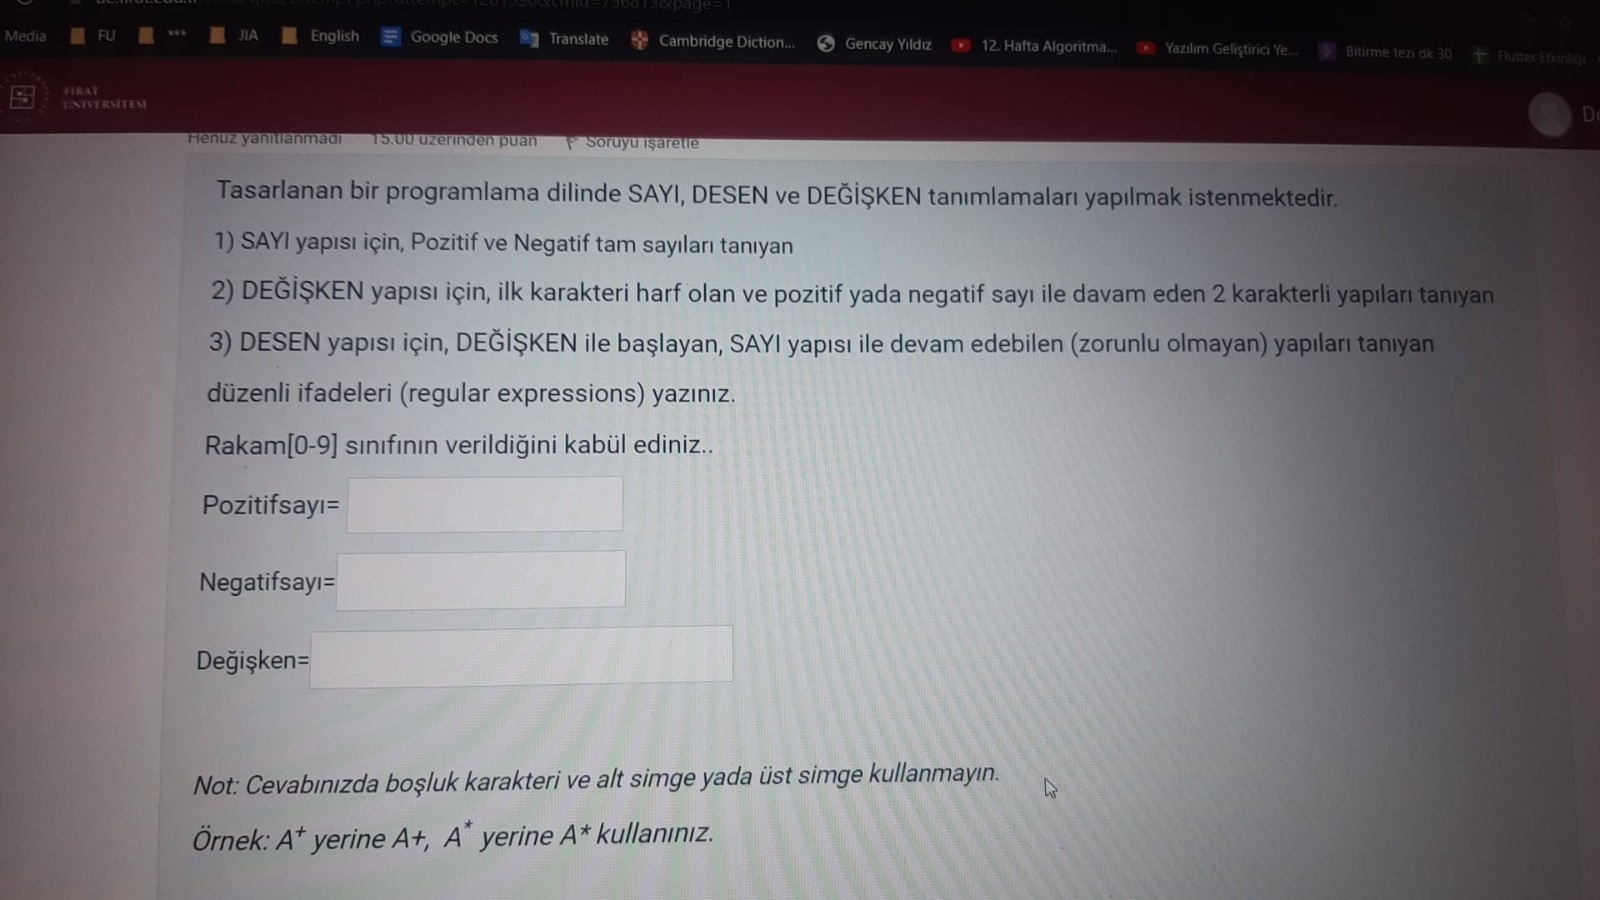 Media FU *** JIA English Google Docs Translate Cambridge Diction... Gencay Yıldız 12. Hafta Algoritma... Yazılım Geliştirici Ye... Bitirme tezi dk 30 Flutter Etkinliği
FIRAT
ÜNİVERSİTESİ
Henüz yanıtlanmadı 15.00 üzerinden puan Soruyu işaretle
Tasarlanan bir programlama dilinde SAYI, DESEN ve DEĞİŞKEN tanımlamaları yapılmak istenmektedir.
1) SAYI yapısı için, Pozitif ve Negatif tam sayıları tanıyan
2) DEĞİŞKEN yapısı için, ilk karakteri harf olan ve pozitif yada negatif sayı ile davam eden 2 karakterli yapıları tanıyan
3) DESEN yapısı için, DEĞİŞKEN ile başlayan, SAYI yapısı ile devam edebilen (zorunlu olmayan) yapıları tanıyan
düzenli ifadeleri (regular expressions) yazınız.
Rakam[0-9] sınıfının verildiğini kabül ediniz..
Pozitifsayı=
Negatifsayı=
Değişken=
Not: Cevabınızda boşluk karakteri ve alt simge yada üst simge kullanmayın.
Örnek: A⁺ yerine A+, A* yerine A* kullanınız.